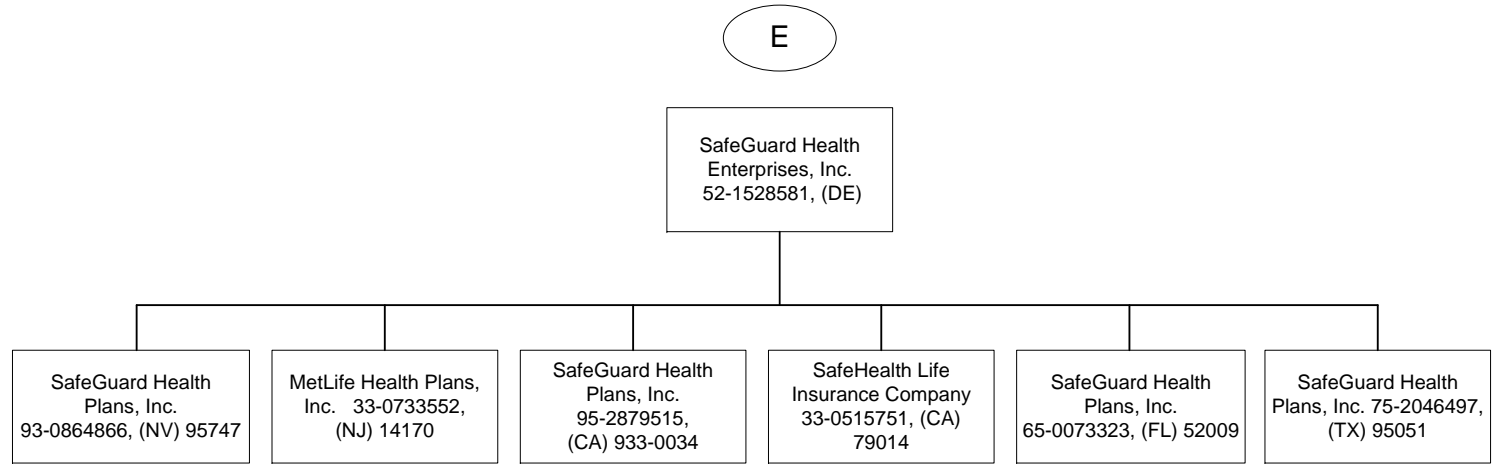 E
SafeGuard Health
Enterprises, Inc.
52-1528581, (DE)
SafeGuard Health
Plans, Inc.
93-0864866, (NV) 95747
MetLife Health Plans,
Inc. 33-0733552,
(NJ) 14170
SafeGuard Health
Plans, Inc.
95-2879515,
(CA) 933-0034
SafeHealth Life
Insurance Company
33-0515751, (CA)
79014
SafeGuard Health
Plans, Inc.
65-0073323, (FL) 52009
SafeGuard Health
Plans, Inc. 75-2046497,
(TX) 95051